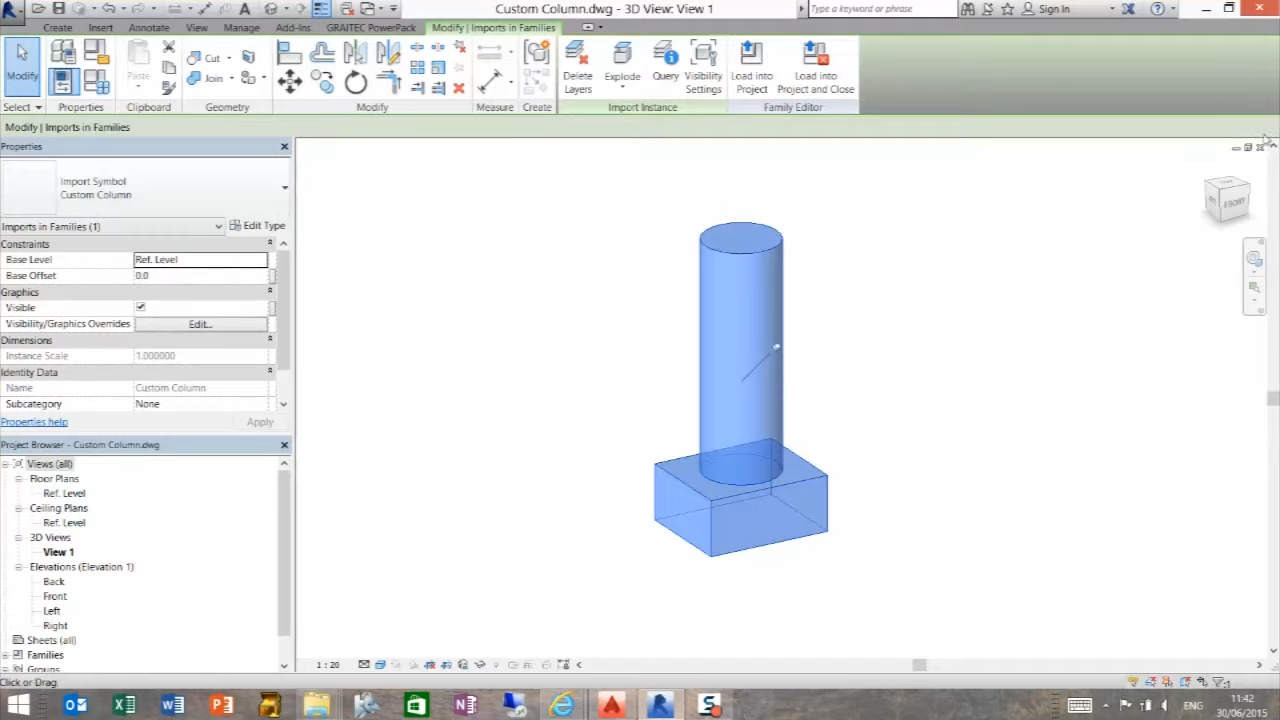 Custom Column.dwg - 3D View: View 1
Type a keyword or phrase
Sign In
Create Insert Annotate View Manage Add-Ins GRAITEC PowerPack Modify | Imports in Families
Modify
Paste
Cut
Join
Delete Layers
Explode
Query
Visibility Settings
Load into Project
Load into Project and Close
Select Properties Clipboard Geometry Modify Measure Create Import Instance Family Editor
Modify | Imports in Families
Properties
Import Symbol
Custom Column
Imports in Families (1) Edit Type
Constraints
Base Level Ref. Level
Base Offset 0.0
Graphics
Visible
Visibility/Graphics Overrides Edit...
Dimensions
Instance Scale 1.000000
Identity Data
Name Custom Column
Subcategory None
Properties help Apply
Project Browser - Custom Column.dwg
Views (all)
Floor Plans
Ref. Level
Ceiling Plans
Ref. Level
3D Views
View 1
Elevations (Elevation 1)
Back
Front
Left
Right
Sheets (all)
Families
Groups
1 : 20
Click or Drag
:1
ENG
11:42
30/06/2015